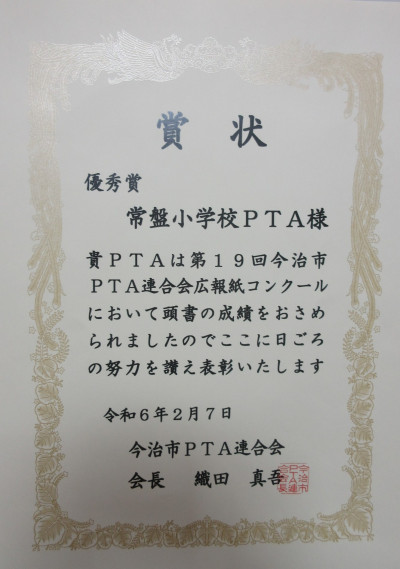 賞状
優秀賞
常盤小学校ＰＴＡ様
貴ＰＴＡは第１９回今治市
ＰＴＡ連合会広報紙コンクール
において頭書の成績をおさめ
られましたのでここに日ごろ
の努力を讃え表彰いたします
令和６年２月７日
今治市ＰＴＡ連合会
会長 織田 真吾